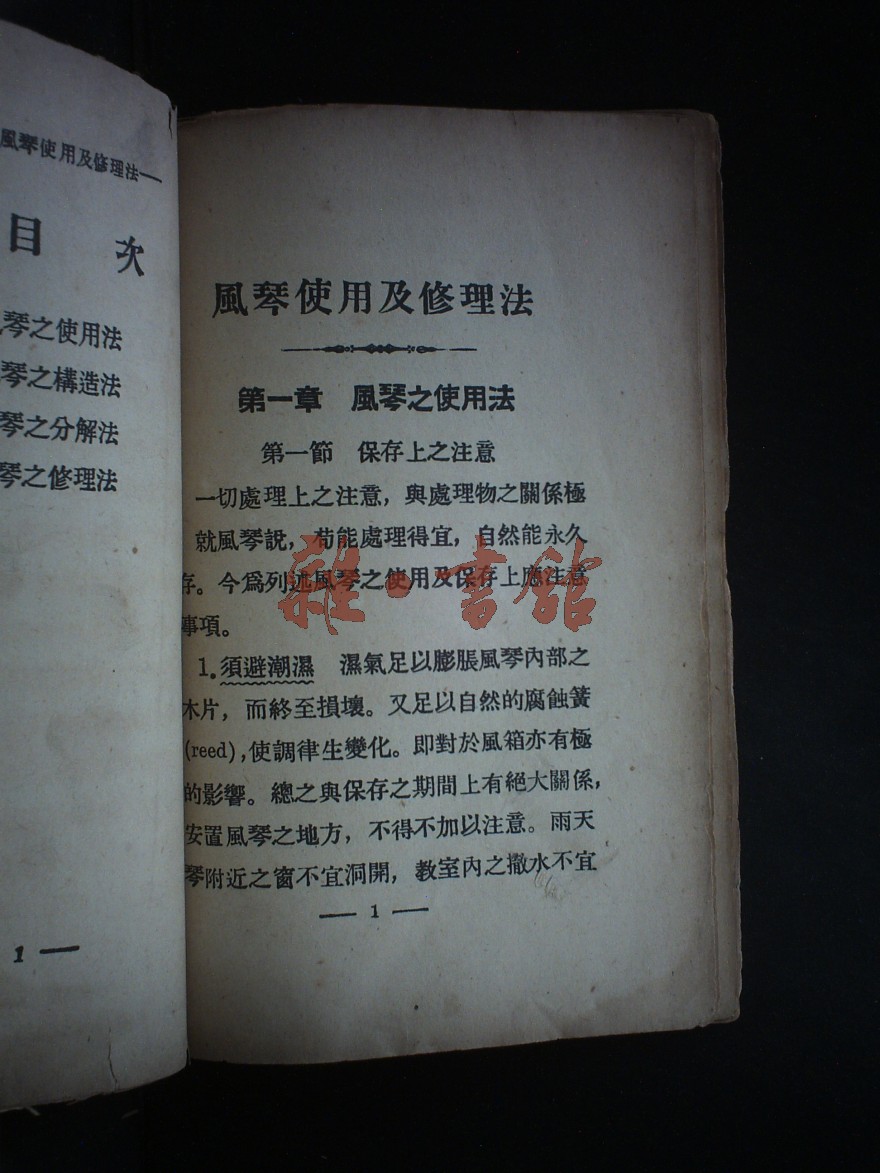 風琴使用及修理法一
目 次
琴之使用法
琴之構造法
琴之分解法
琴之修理法
1 —
風琴使用及修理法
第一章 風琴之使用法
第一節 保存上之注意
一切處理上之注意，與處理物之關係極
就風琴說，苟能處理得宜，自然能永久
存。今爲列述風琴之使用及保存上應注意
事項。
1. 須避潮濕 濕氣足以膨脹風琴內部之
木片，而終至損壞。又足以自然的腐蝕簧
(reed),使調律生變化。即對於風箱亦有極
的影響。總之與保存之期間上有絕大關係，
安置風琴之地方，不得不加以注意。雨天
琴附近之窗不宜洞開，教室內之撒水不宜
— 1 —
雜·書館